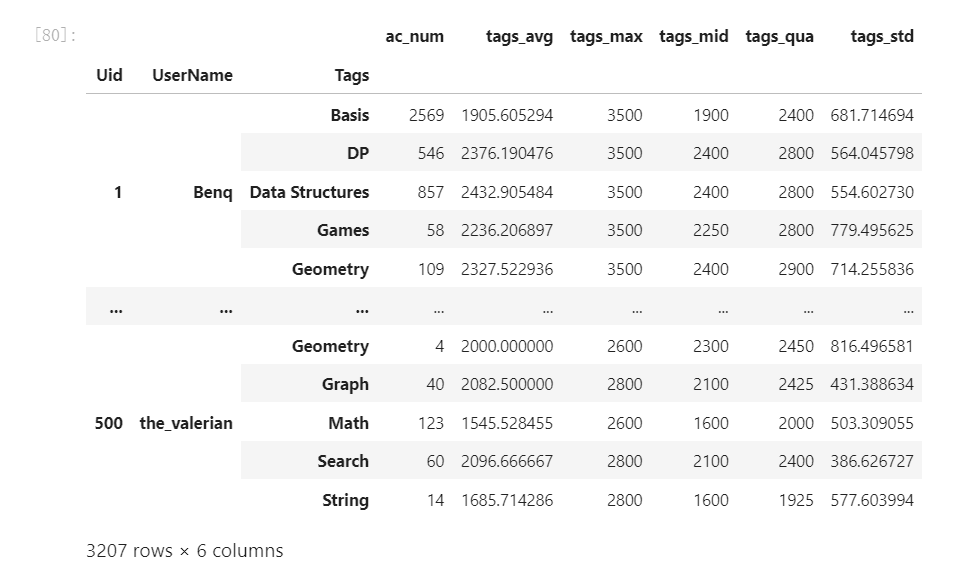 [80]:
ac_num tags_avg tags_max tags_mid tags_qua tags_std
Uid UserName Tags
Basis 2569 1905.605294 3500 1900 2400 681.714694
DP 546 2376.190476 3500 2400 2800 564.045798
1 Benq Data Structures 857 2432.905484 3500 2400 2800 554.602730
Games 58 2236.206897 3500 2250 2800 779.495625
Geometry 109 2327.522936 3500 2400 2900 714.255836
... ... ... ... ... ... ... ... ...
Geometry 4 2000.000000 2600 2300 2450 816.496581
Graph 40 2082.500000 2800 2100 2425 431.388634
500 the_valerian Math 123 1545.528455 2600 1600 2000 503.309055
Search 60 2096.666667 2800 2100 2400 386.626727
String 14 1685.714286 2800 1600 1925 577.603994
3207 rows × 6 columns